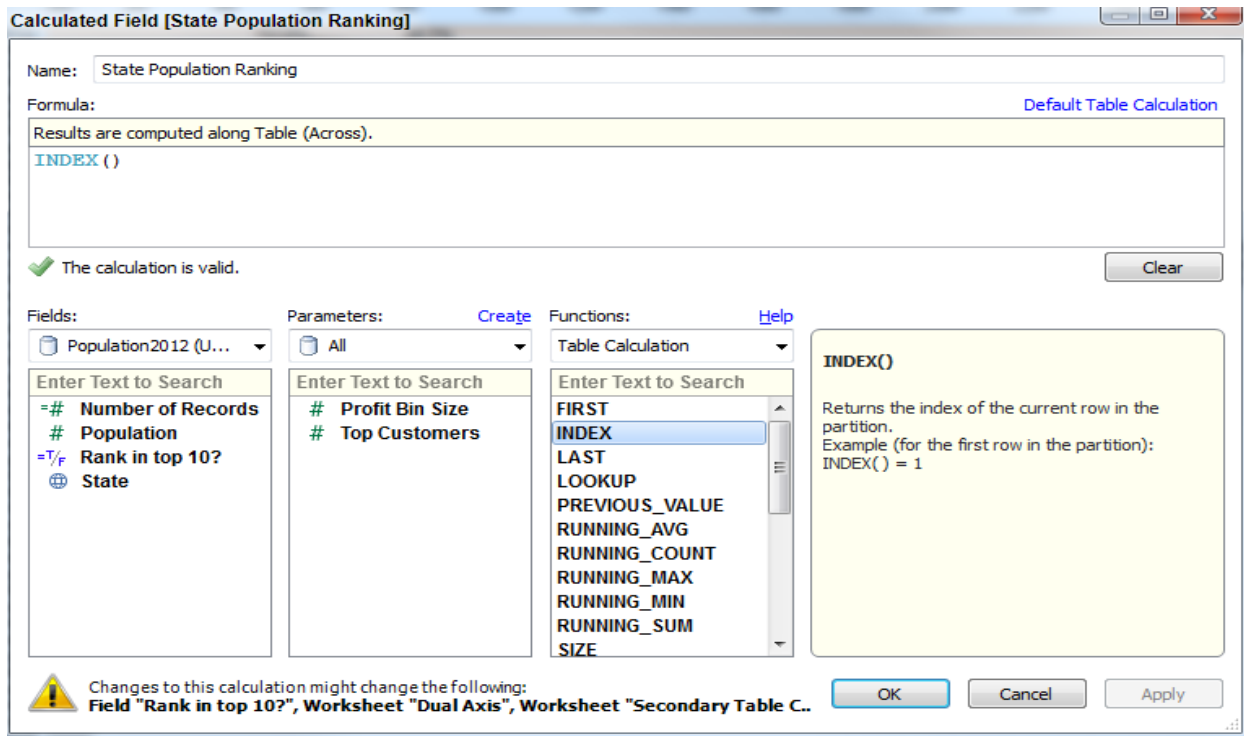 Calculated Field [State Population Ranking]
Name: State Population Ranking
Formula: Default Table Calculation
Results are computed along Table (Across).
INDEX()
The calculation is valid. Clear
Fields: Parameters: Create Functions: Help
Population2012 (U... All Table Calculation
Enter Text to Search Enter Text to Search Enter Text to Search
=# Number of Records # Profit Bin Size FIRST
# Population # Top Customers INDEX
=T/F Rank in top 10? LAST
State LOOKUP
PREVIOUS_VALUE
RUNNING_AVG
RUNNING_COUNT
RUNNING_MAX
RUNNING_MIN
RUNNING_SUM
SIZE
INDEX()
Returns the index of the current row in the
partition.
Example (for the first row in the partition):
INDEX( ) = 1
Changes to this calculation might change the following:
Field "Rank in top 10?", Worksheet "Dual Axis", Worksheet "Secondary Table C..
OK Cancel Apply